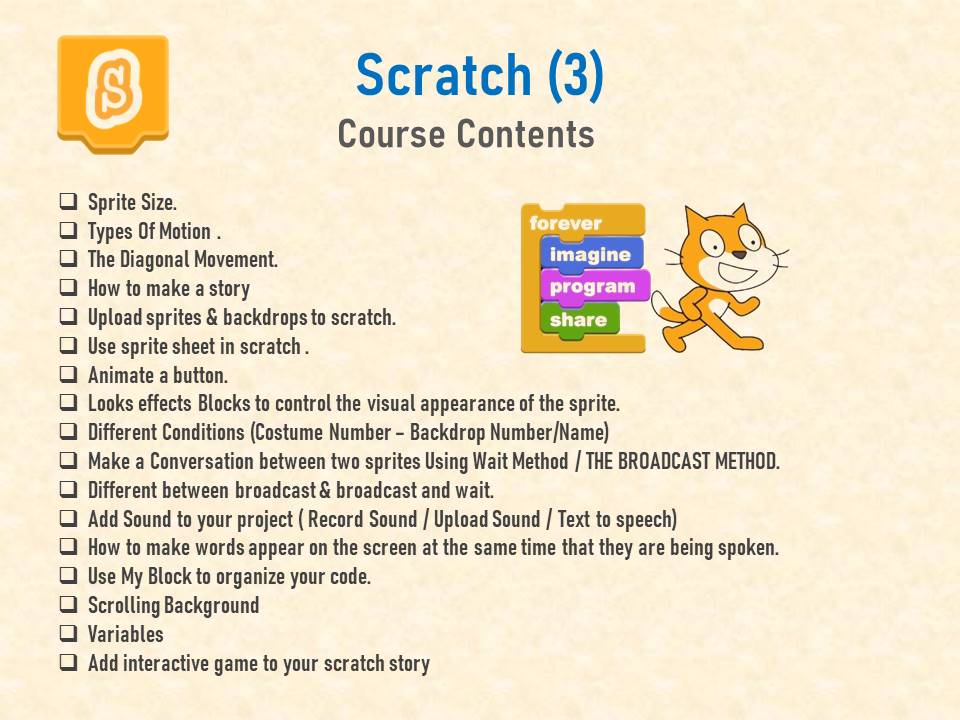 S
Scratch (3)
Course Contents
Sprite Size.
Types Of Motion .
The Diagonal Movement.
How to make a story
Upload sprites & backdrops to scratch.
Use sprite sheet in scratch .
Animate a button.
Looks effects Blocks to control the visual appearance of the sprite.
Different Conditions (Costume Number – Backdrop Number/Name)
Make a Conversation between two sprites Using Wait Method / THE BROADCAST METHOD.
Different between broadcast & broadcast and wait.
Add Sound to your project ( Record Sound / Upload Sound / Text to speech)
How to make words appear on the screen at the same time that they are being spoken.
Use My Block to organize your code.
Scrolling Background
Variables
Add interactive game to your scratch story
forever
imagine
program
share